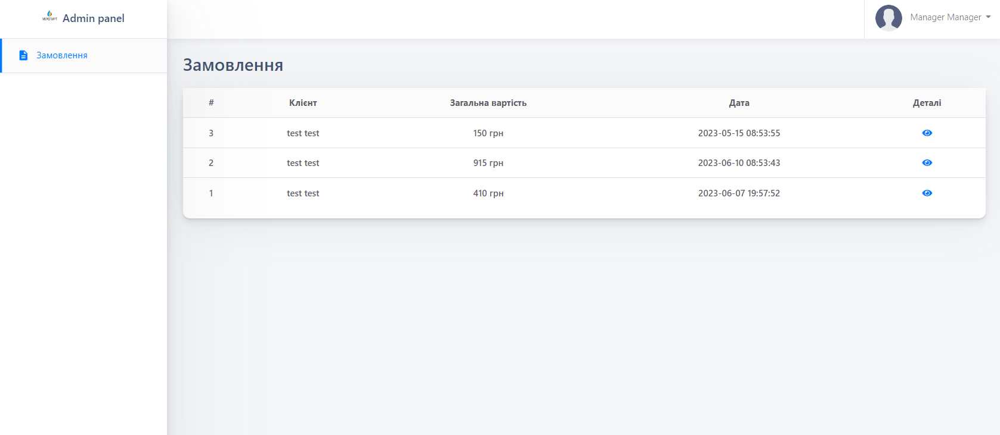 УКРСПИРТ Admin panel
Manager Manager
Замовлення
Замовлення
# Клієнт Загальна вартість Дата Деталі
3 test test 150 грн 2023-05-15 08:53:55
2 test test 915 грн 2023-06-10 08:53:43
1 test test 410 грн 2023-06-07 19:57:52